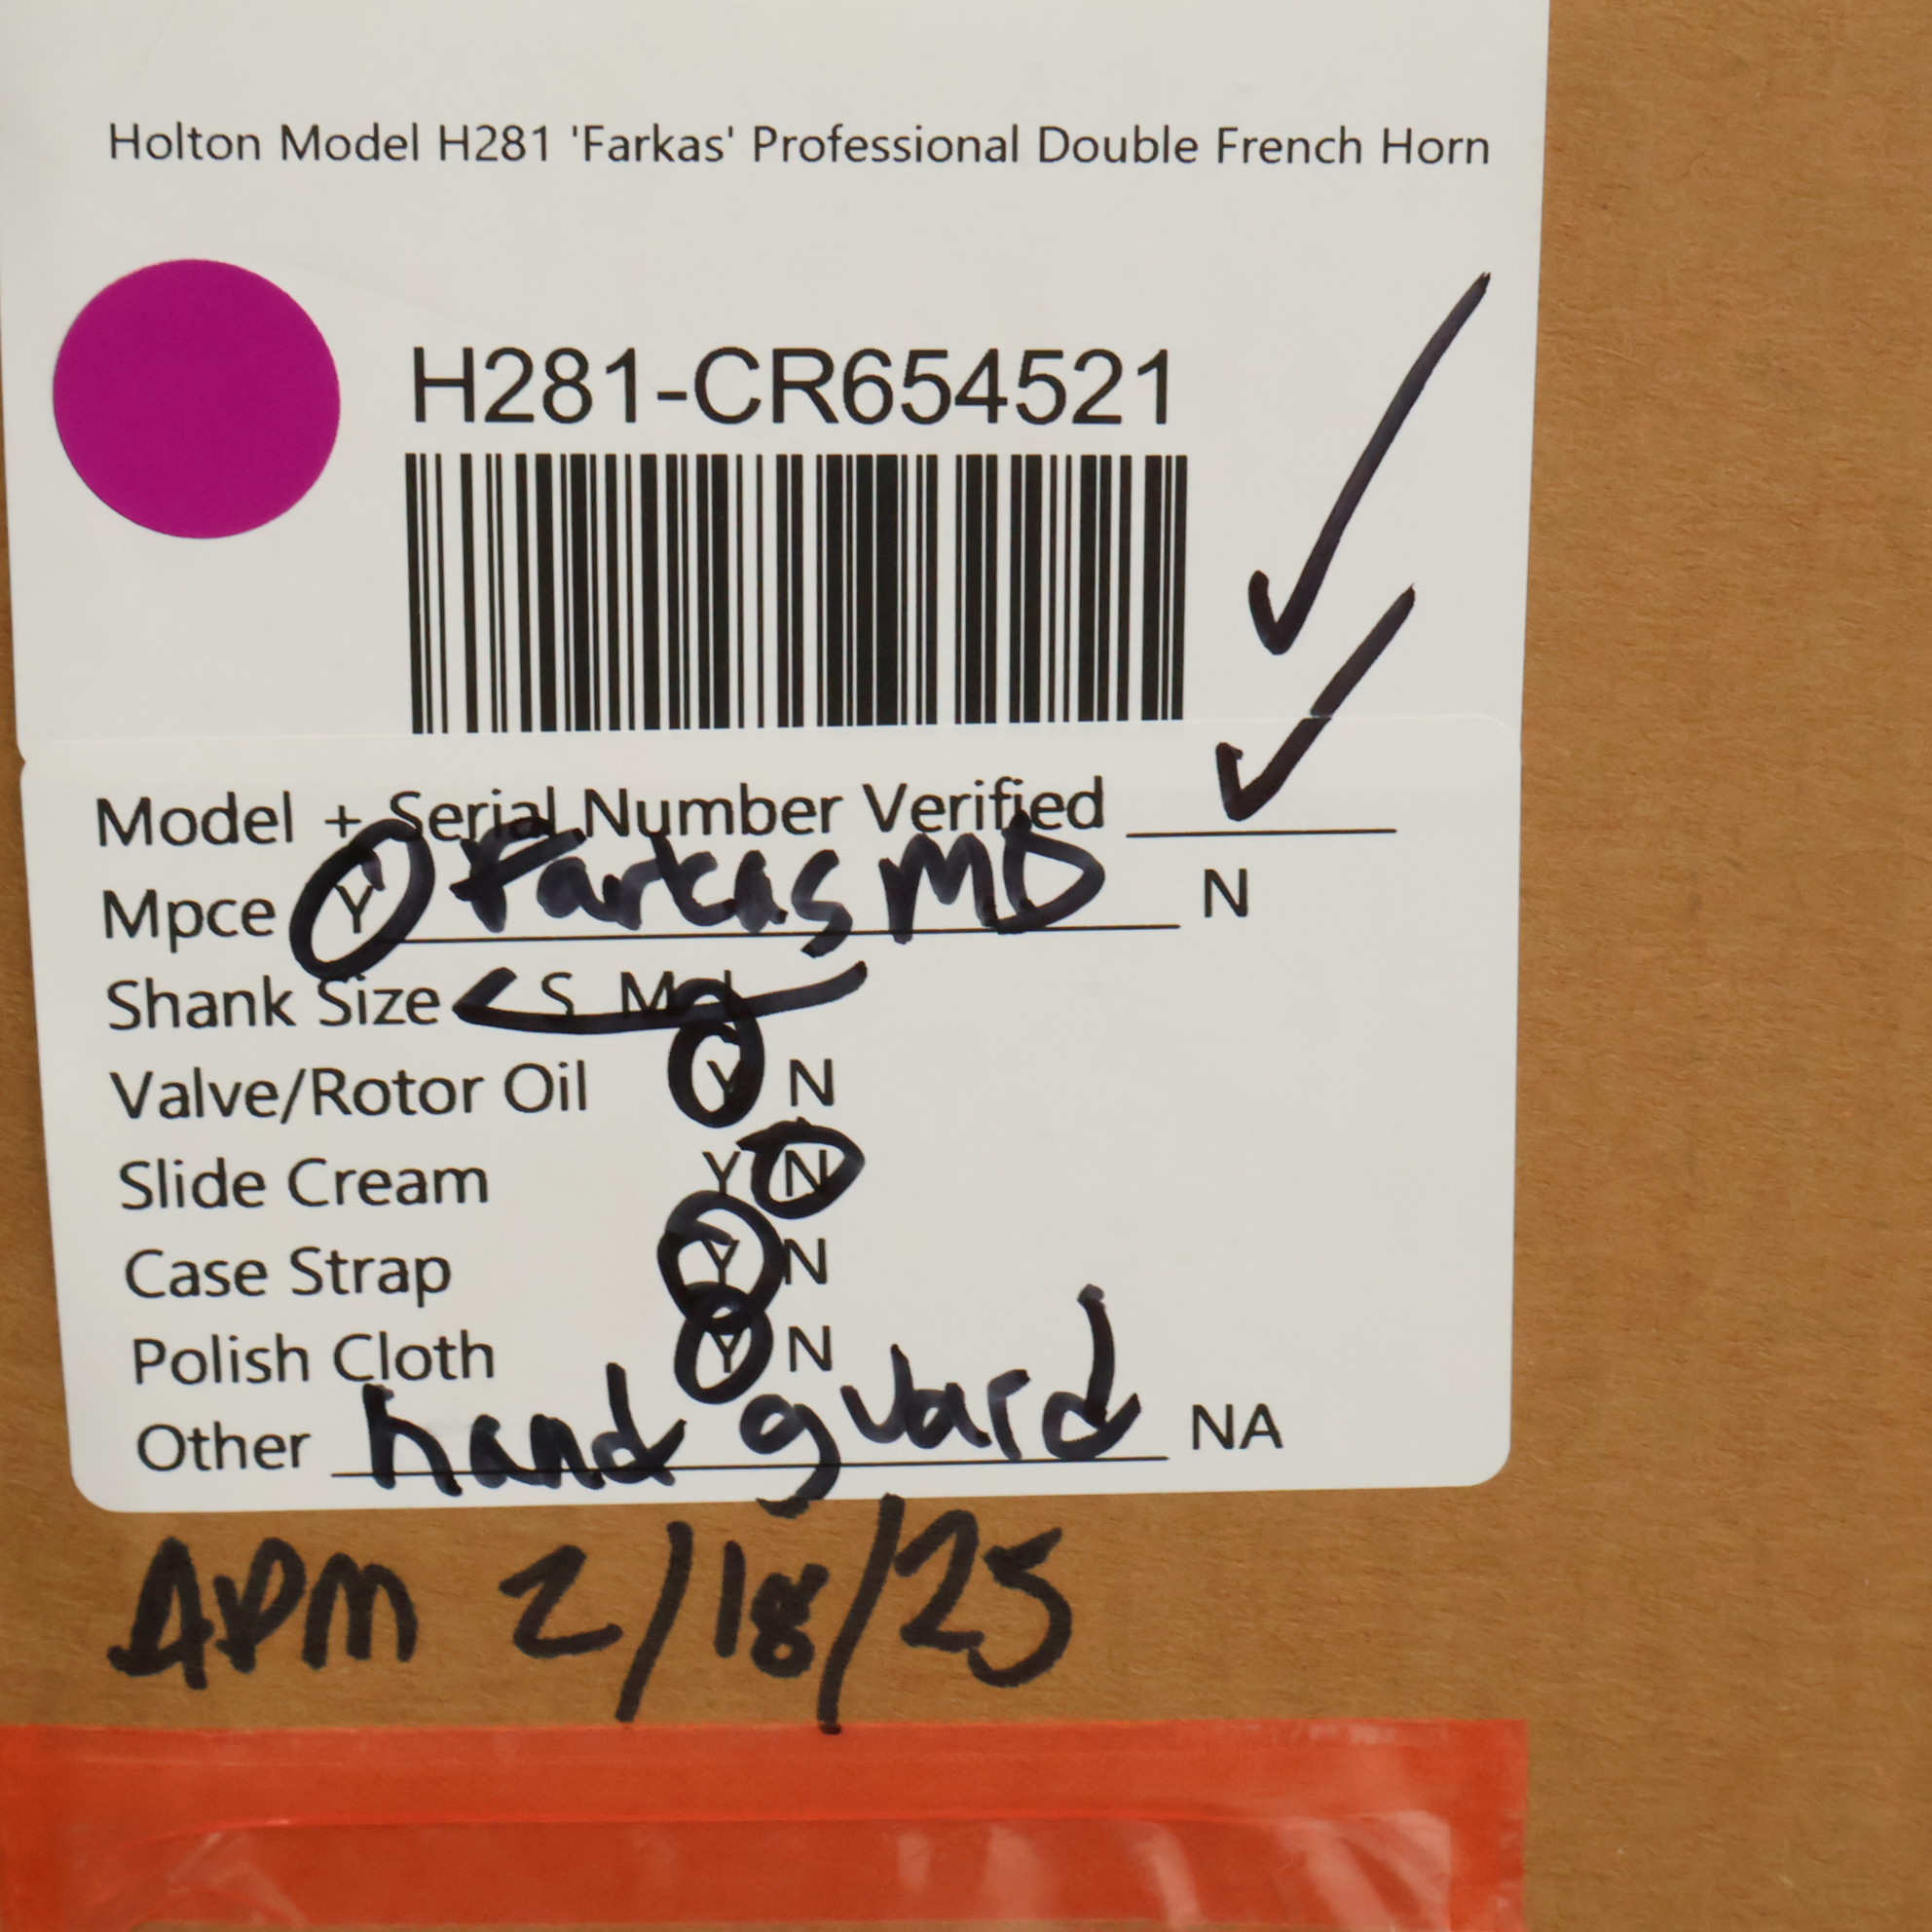 Holton Model H281 'Farkas' Professional Double French Horn
H281-CR654521
Model + Serial Number Verified ✓
Mpce Y Farkas MD N
Shank Size S M L
Valve/Rotor Oil Y N
Slide Cream Y N
Case Strap Y N
Polish Cloth Y N
Other hand guard NA
APM 2/18/25